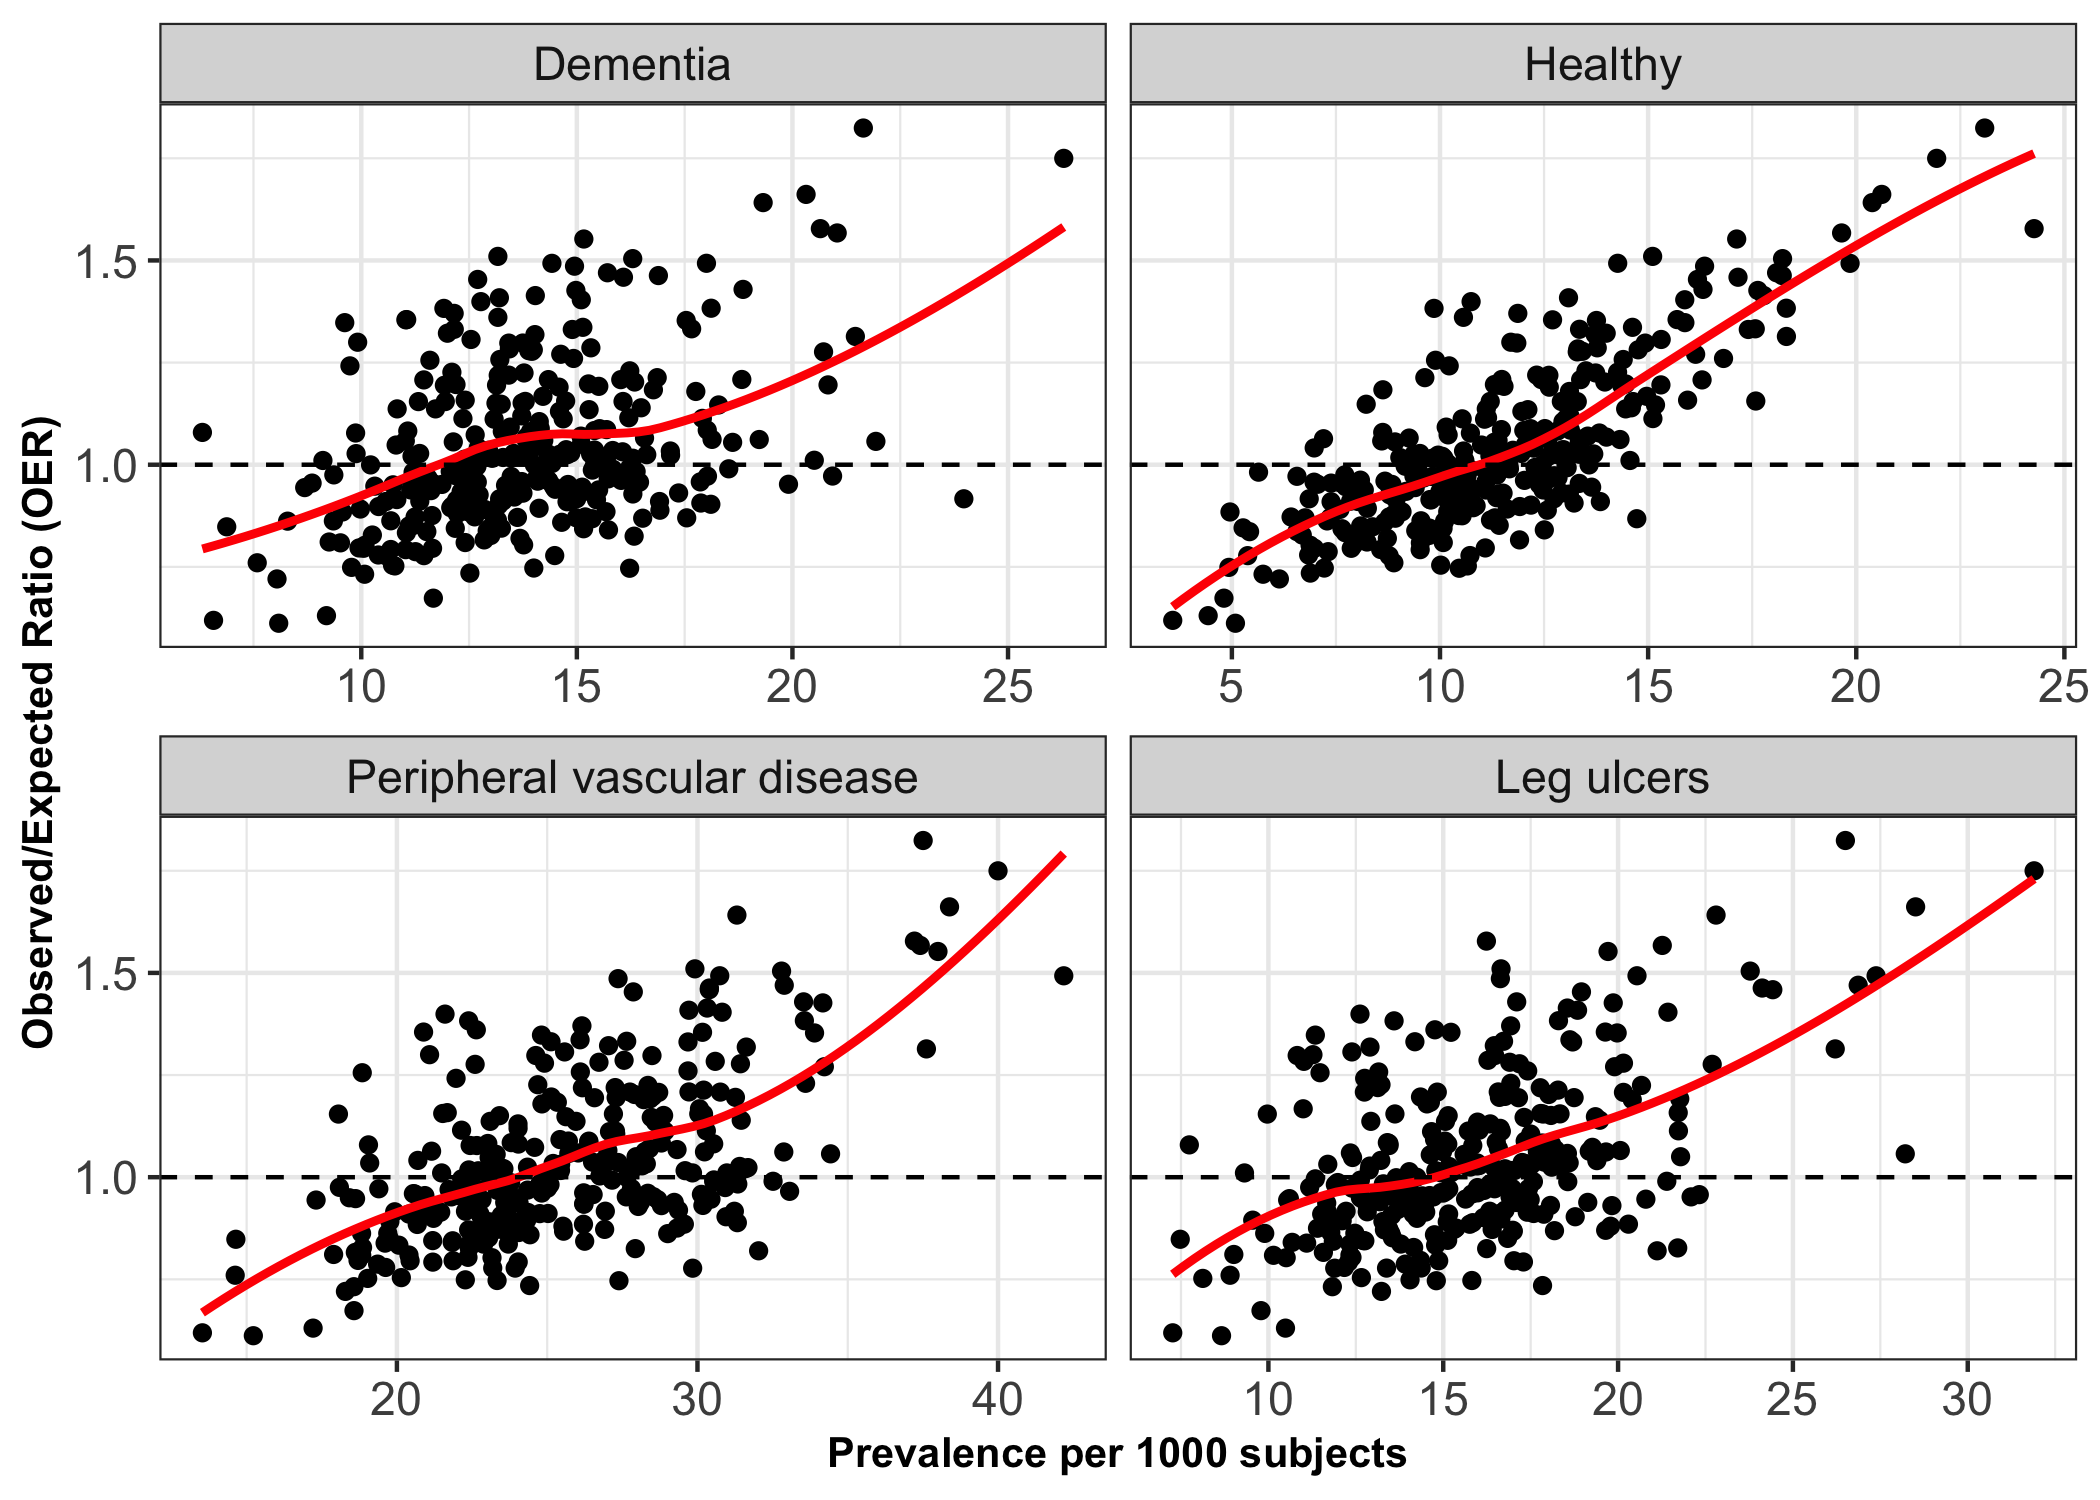 Dementia
Healthy
1.5
1.0
10 15 20 25
5 10 15 20 25
Observed/Expected Ratio (OER)
Peripheral vascular disease
Leg ulcers
1.5
1.0
20 30 40
10 15 20 25 30
Prevalence per 1000 subjects